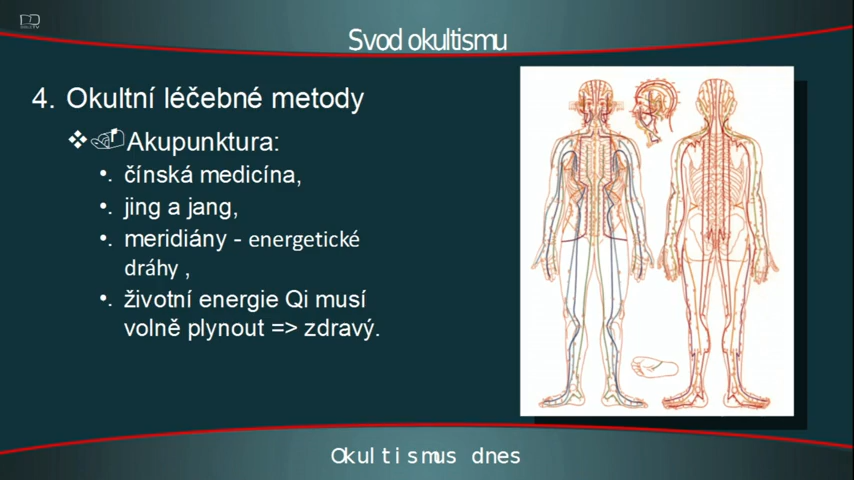 Svod okultismu
4. Okultní léčebné metody
Akupunktura:
•. čínská medicína,
•. jing a jang,
•. meridiány - energetické
dráhy ,
•. životní energie Qi musí
volně plynout => zdravý.
Okultismus dnes